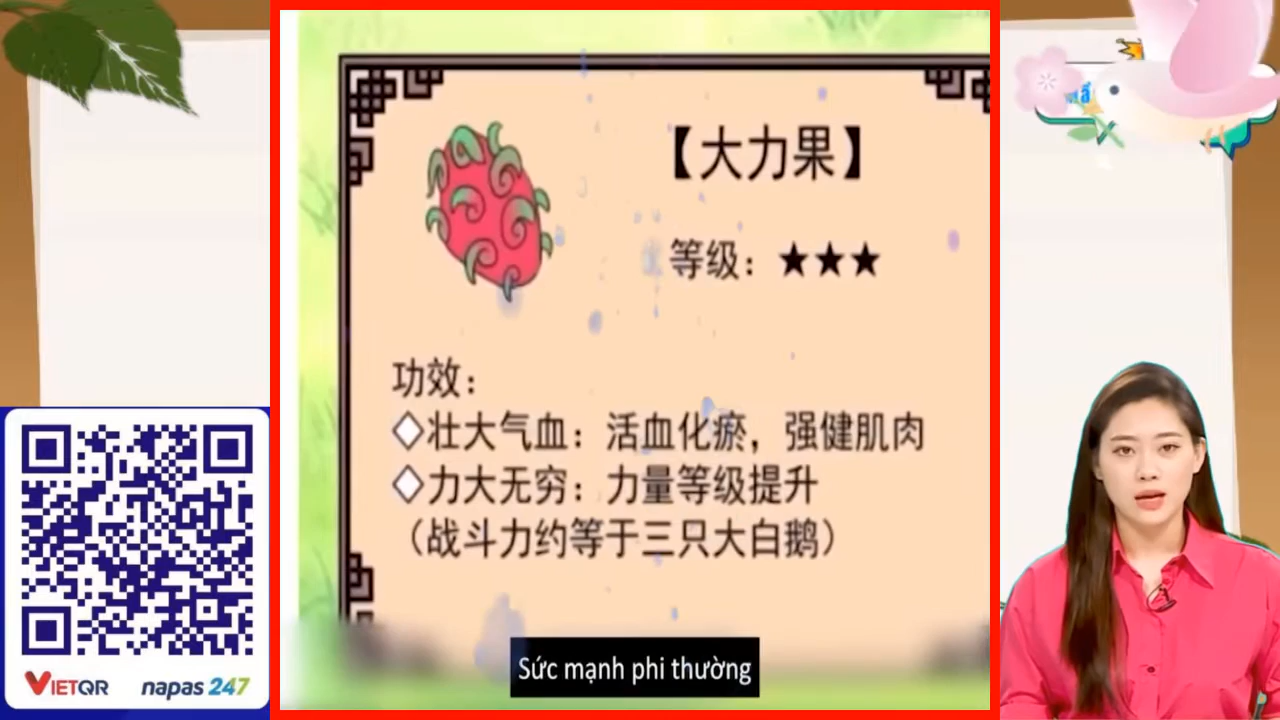 【大力果】
等级：★★★
功效：
◇壮大气血：活血化瘀，强健肌肉
◇力大无穷：力量等级提升
（战斗力约等于三只大白鹅）
Sức mạnh phi thường
VIETQR napas 247